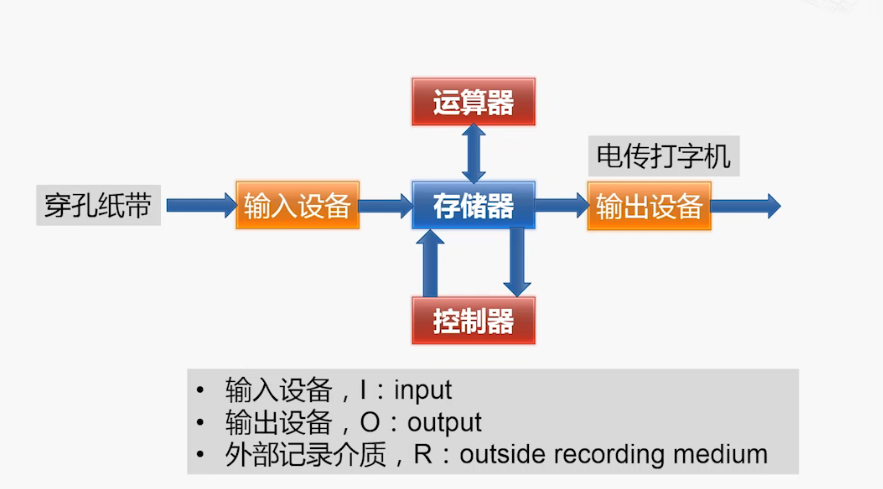 运算器
电传打字机
穿孔纸带
输入设备
存储器
输出设备
控制器
• 输入设备，I：input
• 输出设备，O：output
• 外部记录介质，R：outside recording medium